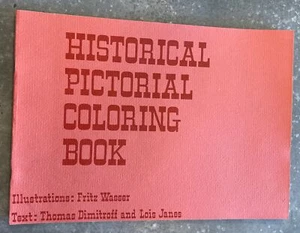 HISTORICAL
PICTORIAL
COLORING
BOOK
Illustrations: Fritz Wasser
Text: Thomas Dimitroff and Lois Janes